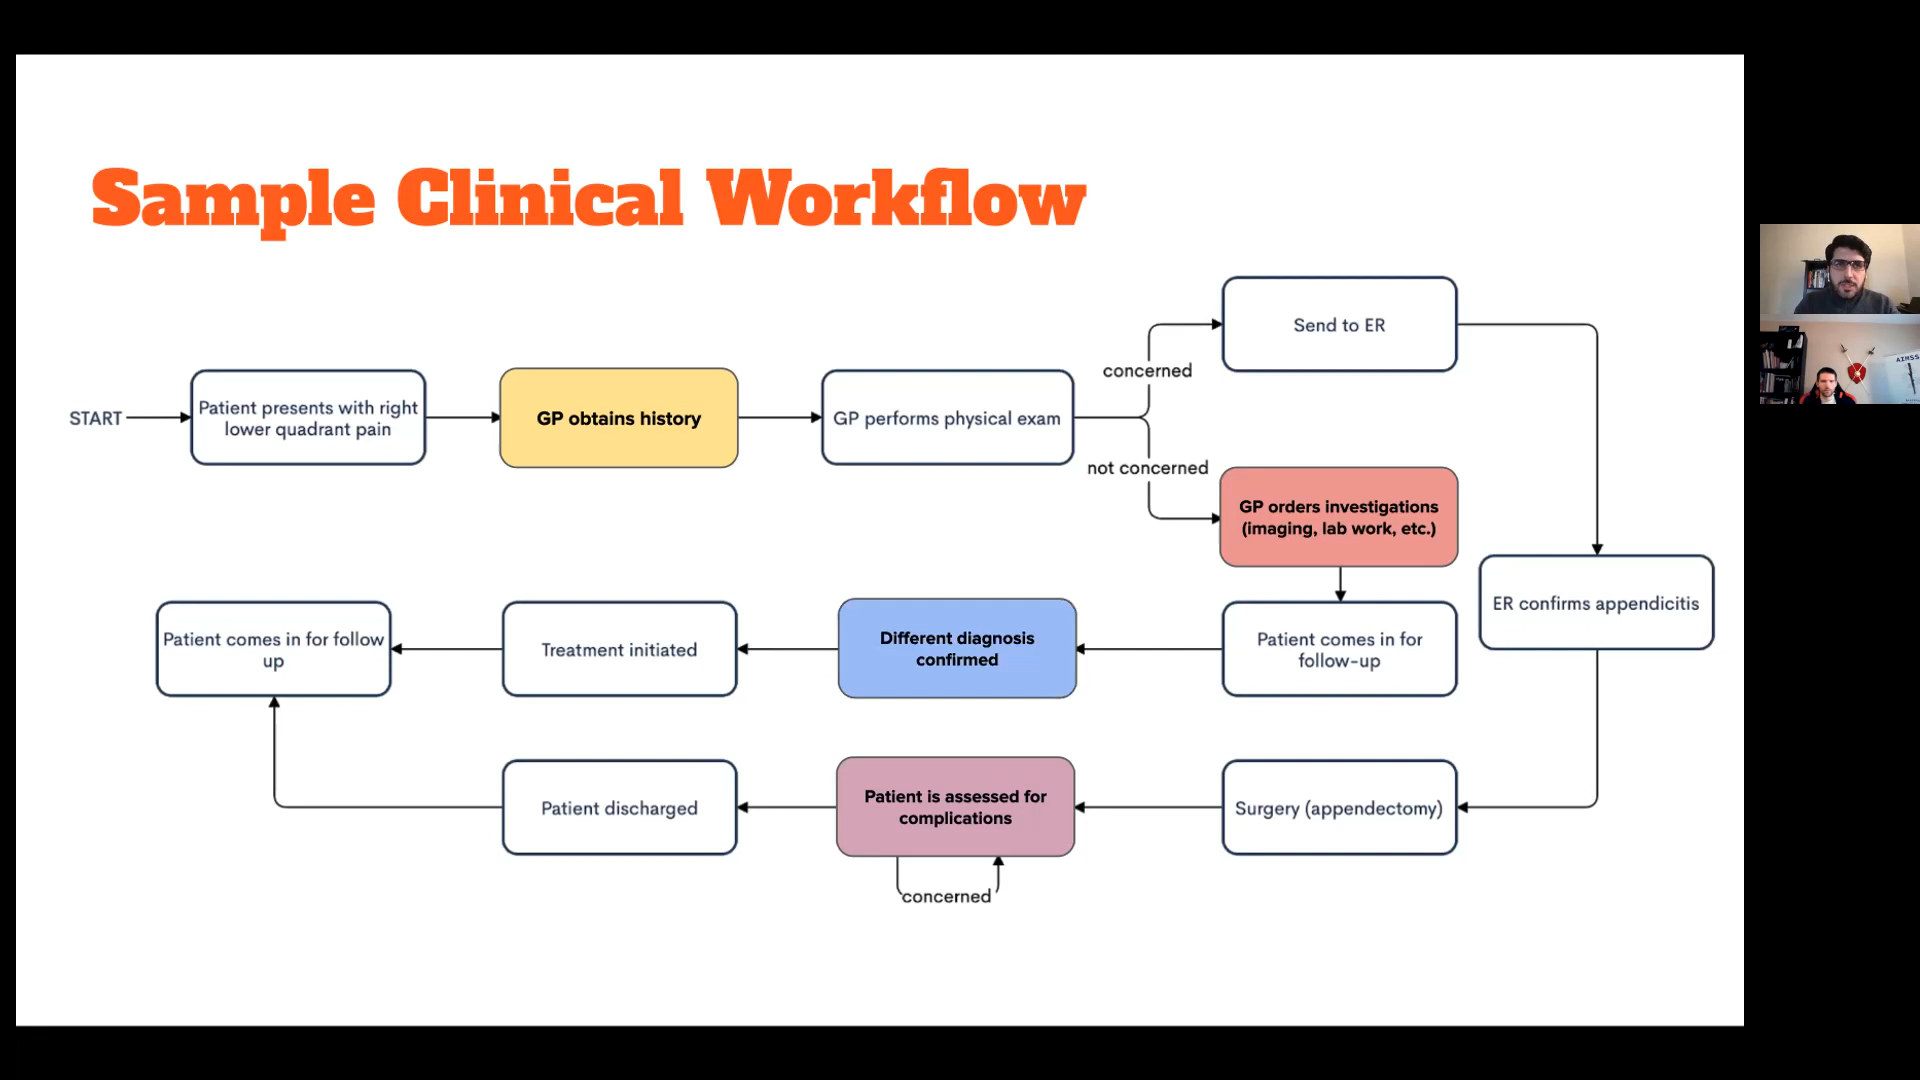 Sample Clinical Workflow
START
Patient presents with right
lower quadrant pain
GP obtains history
GP performs physical exam
concerned
Send to ER
not concerned
GP orders investigations
(imaging, lab work, etc.)
ER confirms appendicitis
Patient comes in for
follow-up
Different diagnosis
confirmed
Treatment initiated
Patient comes in for follow
up
Surgery (appendectomy)
Patient is assessed for
complications
concerned
Patient discharged
AIMSS